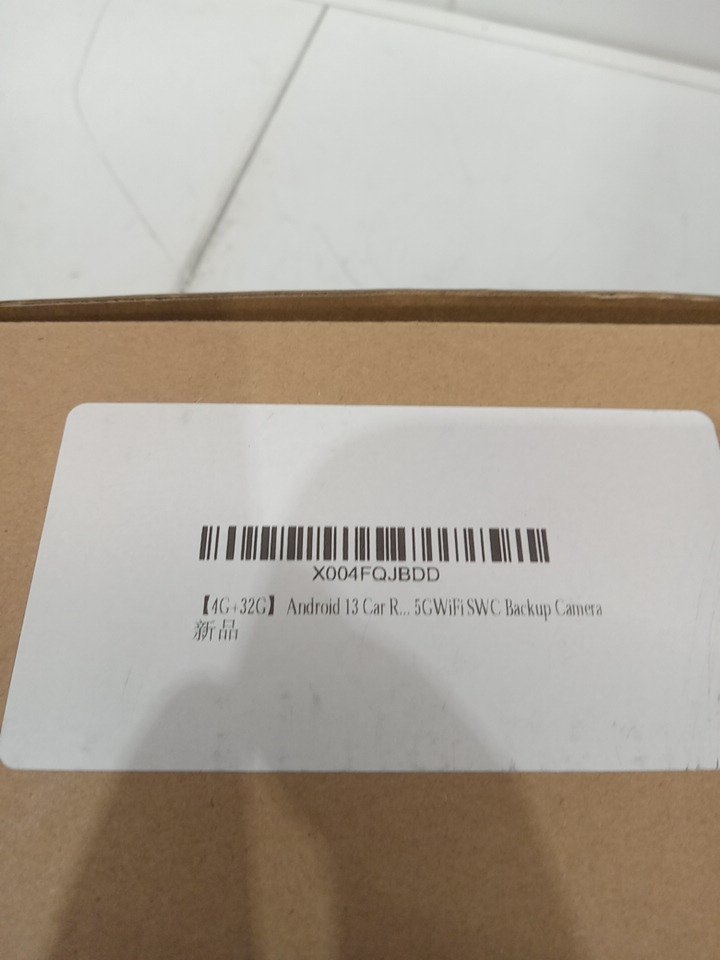 X004FQJBDD
【4G+32G】 Android 13 Car R... 5GWiFi SWC Backup Camera
新品